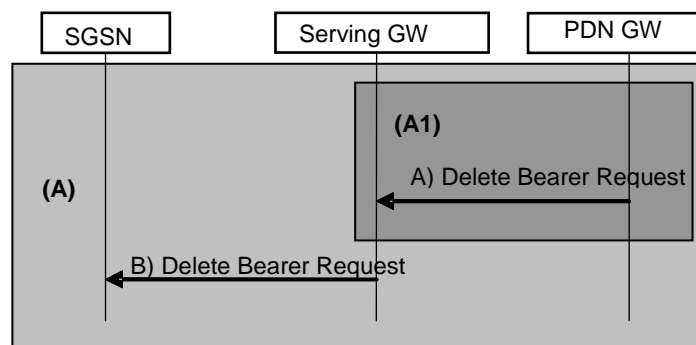 SGSN
Serving GW
PDN GW
(A1)
(A)
A) Delete Bearer Request
B) Delete Bearer Request